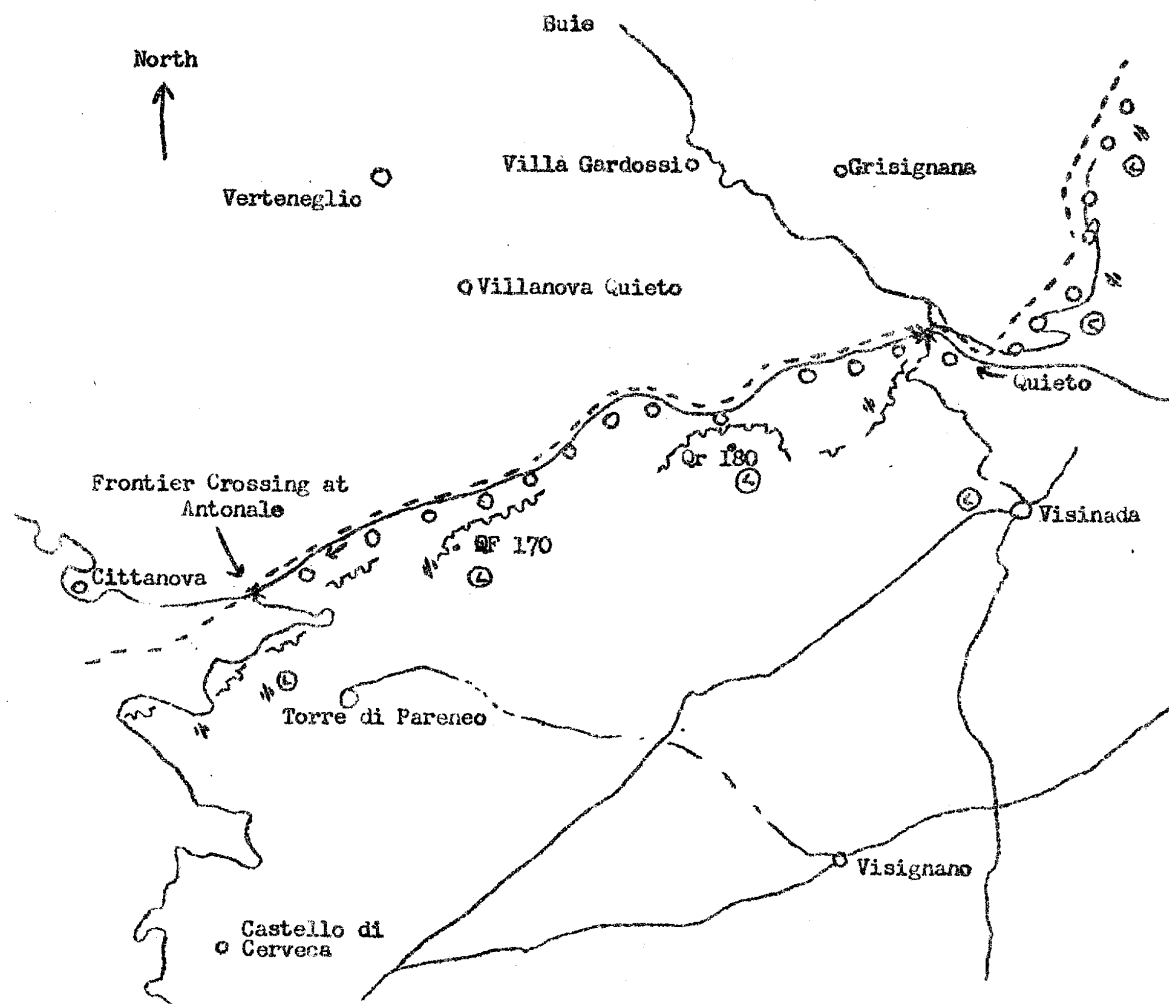 Buie
North
Villa Gardossi
Grisignana
Verteneglio
Villanova Quieto
Quieto
Qr 180
Frontier Crossing at
Antonale
Visinada
170
Cittanova
Torre di Pareneo
Visignano
Castello di
Cerveca